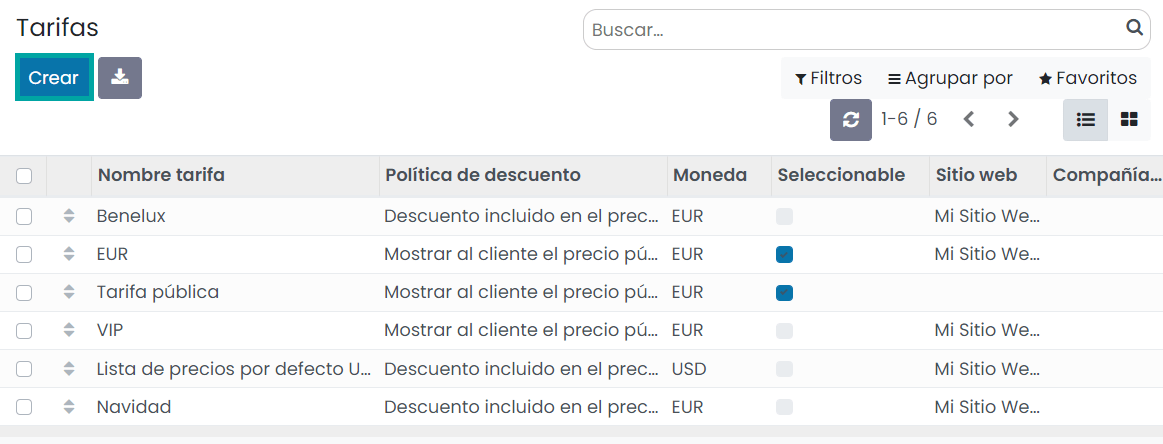 Tarifas
Buscar...
Crear
Filtros Agrupar por Favoritos
1-6 / 6
Nombre tarifa Política de descuento Moneda Seleccionable Sitio web Compañía...
Benelux Descuento incluido en el prec... EUR Mi Sitio We...
EUR Mostrar al cliente el precio pú... EUR Mi Sitio We...
Tarifa pública Mostrar al cliente el precio pú... EUR
VIP Mostrar al cliente el precio pú... EUR Mi Sitio We...
Lista de precios por defecto U... Descuento incluido en el prec... USD Mi Sitio We...
Navidad Descuento incluido en el prec... EUR Mi Sitio We...